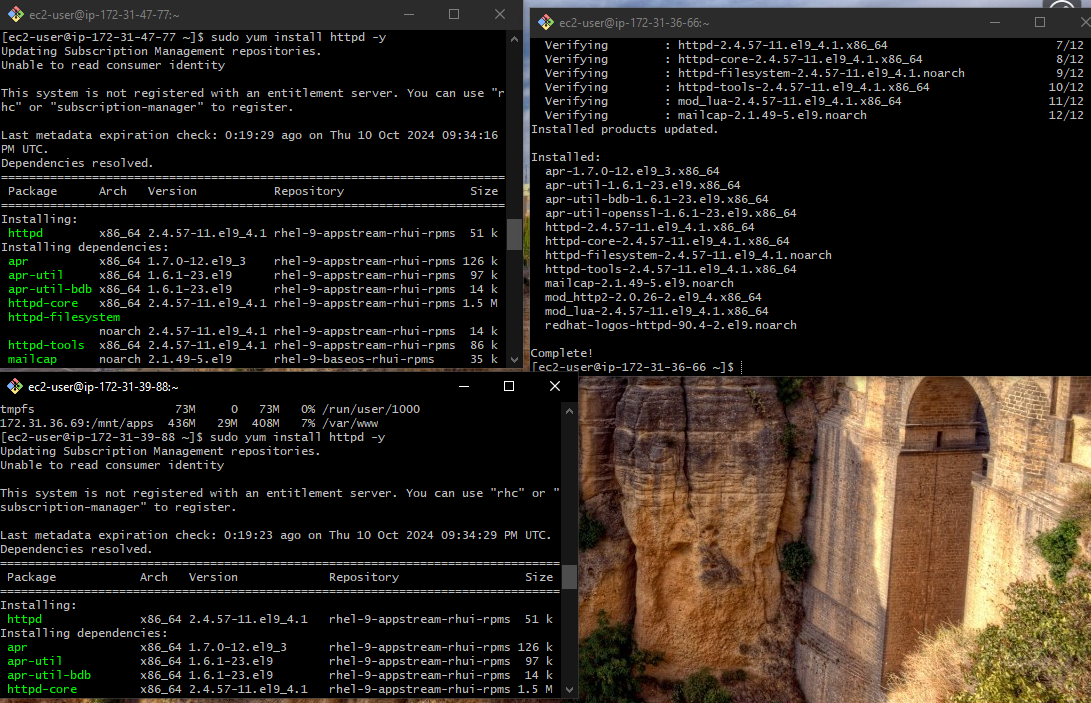 ec2-user@ip-172-31-47-77:~
[ec2-user@ip-172-31-47-77 ~]$ sudo yum install httpd -y
Updating Subscription Management repositories.
Unable to read consumer identity
This system is not registered with an entitlement server. You can use "r
hc" or "subscription-manager" to register.
Last metadata expiration check: 0:19:29 ago on Thu 10 Oct 2024 09:34:16
PM UTC.
Dependencies resolved.
================================================================================
Package Arch Version Repository Size
================================================================================
Installing:
httpd x86_64 2.4.57-11.el9_4.1 rhel-9-appstream-rhui-rpms 51 k
Installing dependencies:
apr x86_64 1.7.0-12.el9_3 rhel-9-appstream-rhui-rpms 126 k
apr-util x86_64 1.6.1-23.el9 rhel-9-appstream-rhui-rpms 97 k
apr-util-bdb x86_64 1.6.1-23.el9 rhel-9-appstream-rhui-rpms 14 k
httpd-core x86_64 2.4.57-11.el9_4.1 rhel-9-appstream-rhui-rpms 1.5 M
httpd-filesystem
noarch 2.4.57-11.el9_4.1 rhel-9-appstream-rhui-rpms 14 k
httpd-tools x86_64 2.4.57-11.el9_4.1 rhel-9-appstream-rhui-rpms 86 k
mailcap noarch 2.1.49-5.el9 rhel-9-baseos-rhui-rpms 35 k
ec2-user@ip-172-31-36-66:~
Verifying : httpd-2.4.57-11.el9_4.1.x86_64 7/12
Verifying : httpd-core-2.4.57-11.el9_4.1.x86_64 8/12
Verifying : httpd-filesystem-2.4.57-11.el9_4.1.noarch 9/12
Verifying : httpd-tools-2.4.57-11.el9_4.1.x86_64 10/12
Verifying : mod_lua-2.4.57-11.el9_4.1.x86_64 11/12
Verifying : mailcap-2.1.49-5.el9.noarch 12/12
Installed products updated.
Installed:
apr-1.7.0-12.el9_3.x86_64
apr-util-1.6.1-23.el9.x86_64
apr-util-bdb-1.6.1-23.el9.x86_64
apr-util-openssl-1.6.1-23.el9.x86_64
httpd-2.4.57-11.el9_4.1.x86_64
httpd-core-2.4.57-11.el9_4.1.x86_64
httpd-filesystem-2.4.57-11.el9_4.1.noarch
httpd-tools-2.4.57-11.el9_4.1.x86_64
mailcap-2.1.49-5.el9.noarch
mod_http2-2.0.26-2.el9_4.x86_64
mod_lua-2.4.57-11.el9_4.1.x86_64
redhat-logos-httpd-90.4-2.el9.noarch
Complete!
[ec2-user@ip-172-31-36-66 ~]$
ec2-user@ip-172-31-39-88:~
tmpfs 73M 0 73M 0% /run/user/1000
172.31.36.69:/mnt/apps 436M 29M 408M 7% /var/www
[ec2-user@ip-172-31-39-88 ~]$ sudo yum install httpd -y
Updating Subscription Management repositories.
Unable to read consumer identity
This system is not registered with an entitlement server. You can use "rhc" or "
subscription-manager" to register.
Last metadata expiration check: 0:19:23 ago on Thu 10 Oct 2024 09:34:29 PM UTC.
Dependencies resolved.
================================================================================
Package Arch Version Repository Size
================================================================================
Installing:
httpd x86_64 2.4.57-11.el9_4.1 rhel-9-appstream-rhui-rpms 51 k
Installing dependencies:
apr x86_64 1.7.0-12.el9_3 rhel-9-appstream-rhui-rpms 126 k
apr-util x86_64 1.6.1-23.el9 rhel-9-appstream-rhui-rpms 97 k
apr-util-bdb x86_64 1.6.1-23.el9 rhel-9-appstream-rhui-rpms 14 k
httpd-core x86_64 2.4.57-11.el9_4.1 rhel-9-appstream-rhui-rpms 1.5 M